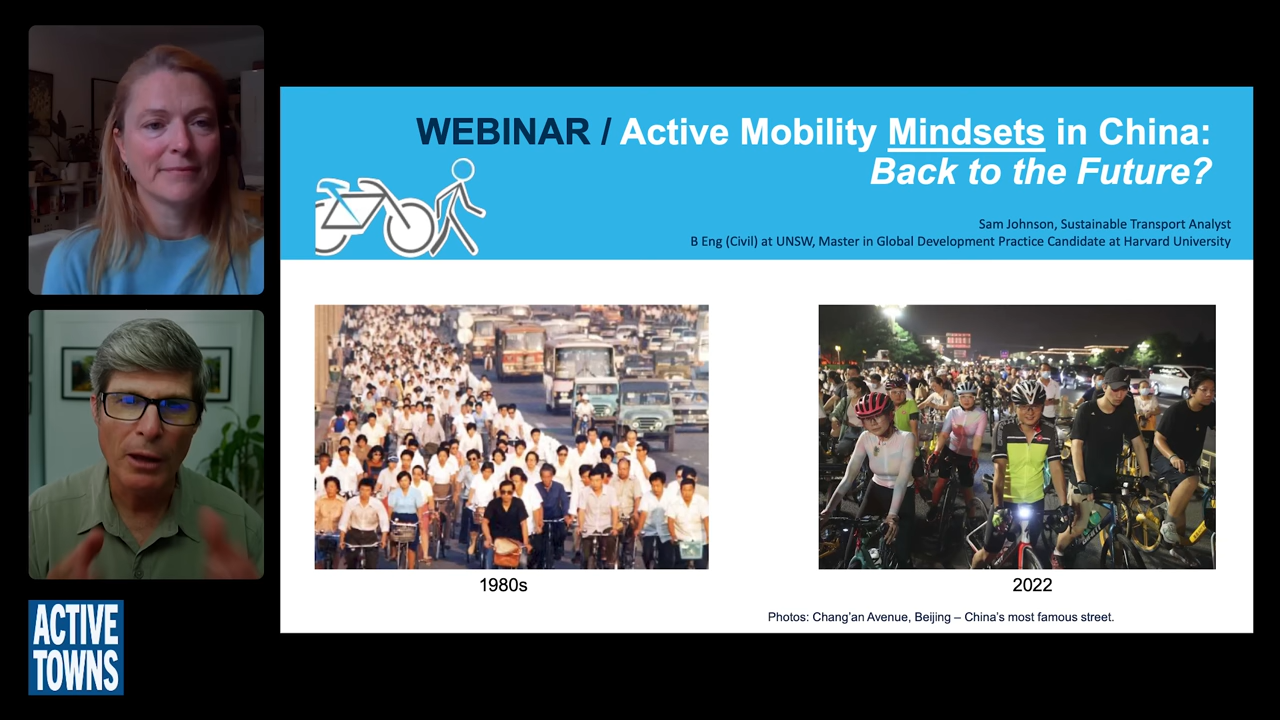 WEBINAR / Active Mobility Mindsets in China:
Back to the Future?
Sam Johnson, Sustainable Transport Analyst
B Eng (Civil) at UNSW, Master in Global Development Practice Candidate at Harvard University
1980s
2022
Photos: Chang'an Avenue, Beijing – China's most famous street.
ACTIVE
TOWNS